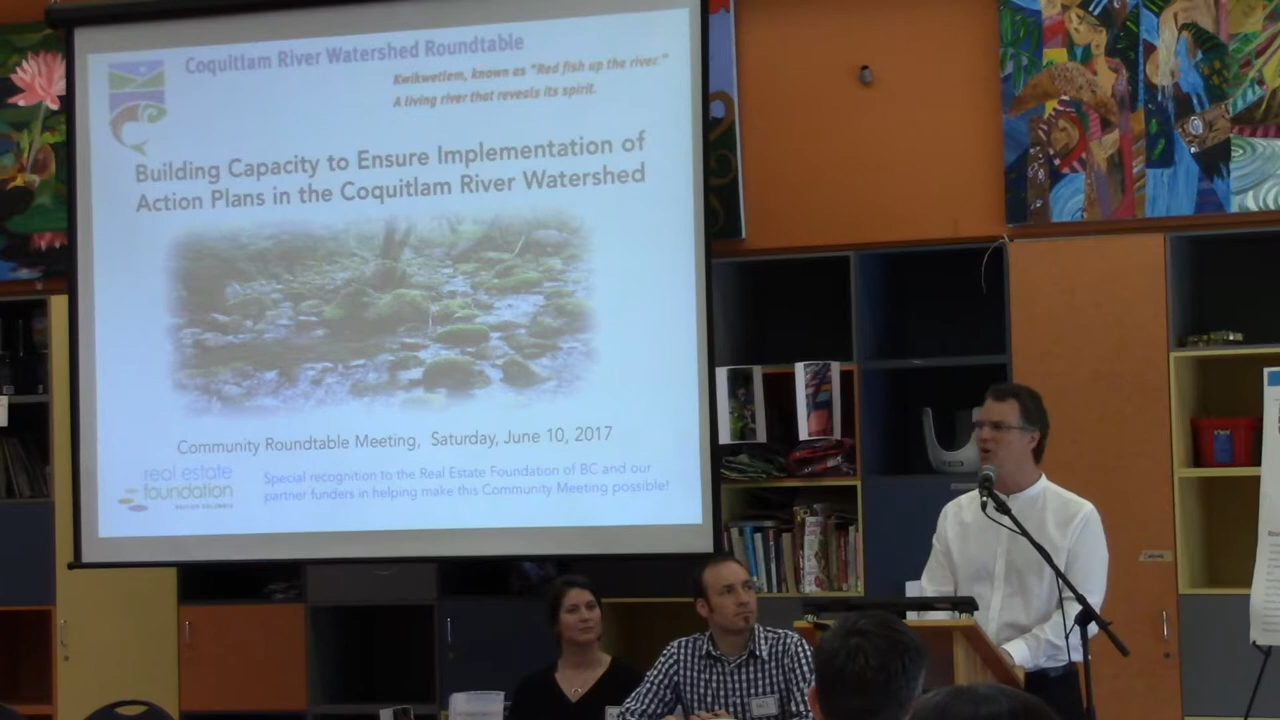 Coquitlam River Watershed Roundtable
Kwikwetlem, known as "Red fish up the river."
A living river that reveals its spirit.
Building Capacity to Ensure Implementation of
Action Plans in the Coquitlam River Watershed
Community Roundtable Meeting, Saturday, June 10, 2017
real estate
foundation
BRITISH COLUMBIA
Special recognition to the Real Estate Foundation of BC and our
partner funders in helping make this Community Meeting possible!